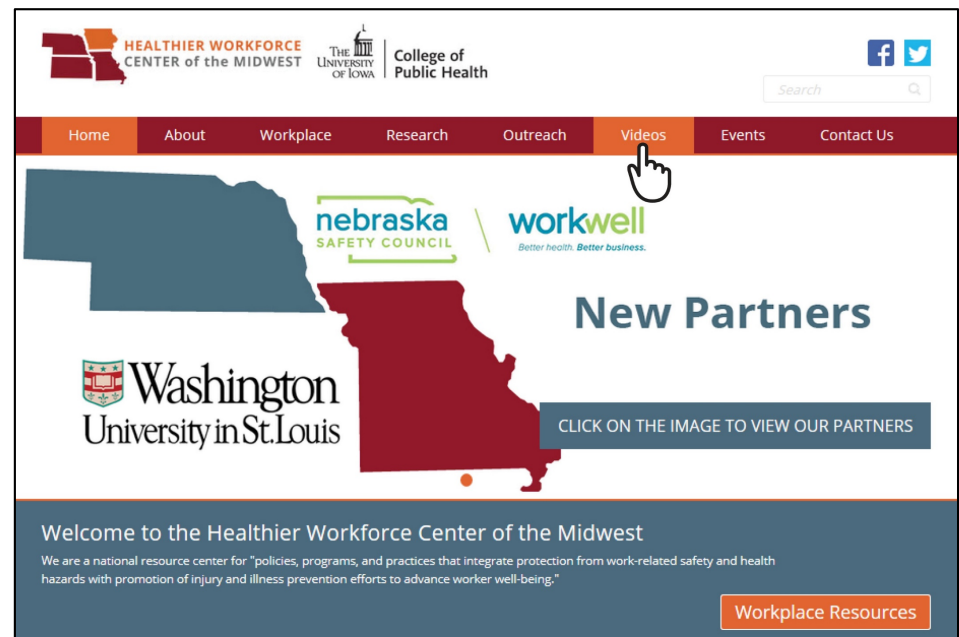 HEALTHIER WORKFORCE
CENTER of the MIDWEST
THE
UNIVERSITY
OF IOWA
College of
Public Health
Search
Home About Workplace Research Outreach Videos Events Contact Us
nebraska
SAFETY COUNCIL
workwell
Better health. Better business.
New Partners
Washington
University in St. Louis
CLICK ON THE IMAGE TO VIEW OUR PARTNERS
Welcome to the Healthier Workforce Center of the Midwest
We are a national resource center for "policies, programs, and practices that integrate protection from work-related safety and health
hazards with promotion of injury and illness prevention efforts to advance worker well-being."
Workplace Resources